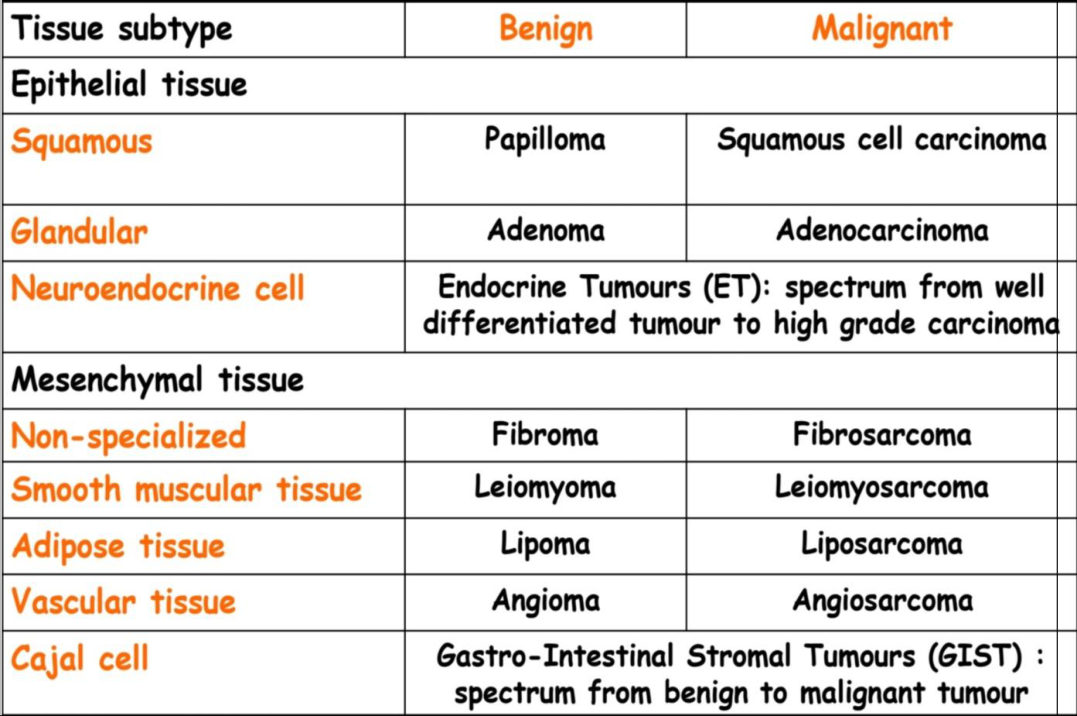 Tissue subtype Benign Malignant
Epithelial tissue
Squamous Papilloma Squamous cell carcinoma
Glandular Adenoma Adenocarcinoma
Neuroendocrine cell Endocrine Tumours (ET): spectrum from well
differentiated tumour to high grade carcinoma
Mesenchymal tissue
Non-specialized Fibroma Fibrosarcoma
Smooth muscular tissue Leiomyoma Leiomyosarcoma
Adipose tissue Lipoma Liposarcoma
Vascular tissue Angioma Angiosarcoma
Cajal cell Gastro-Intestinal Stromal Tumours (GIST) :
spectrum from benign to malignant tumour